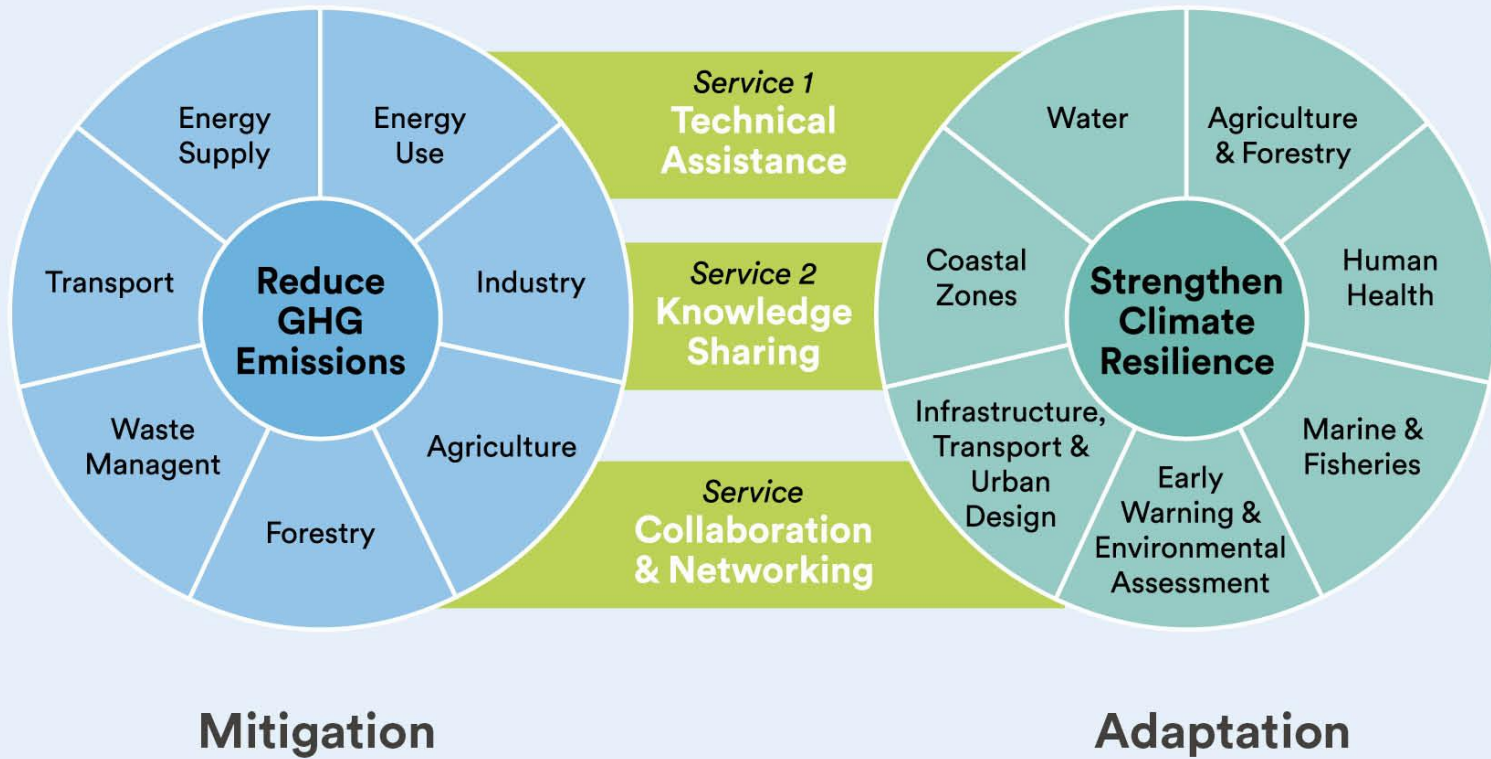 Energy
Supply
Energy
Use
Transport
Reduce
GHG
Emissions
Industry
Waste
Managent
Agriculture
Forestry
Mitigation
Service 1
Technical
Assistance
Service 2
Knowledge
Sharing
Service
Collaboration
& Networking
Water
Agriculture
& Forestry
Coastal
Zones
Strengthen
Climate
Resilience
Human
Health
Infrastructure,
Transport &
Urban
Design
Early
Warning &
Environmental
Assessment
Marine &
Fisheries
Adaptation